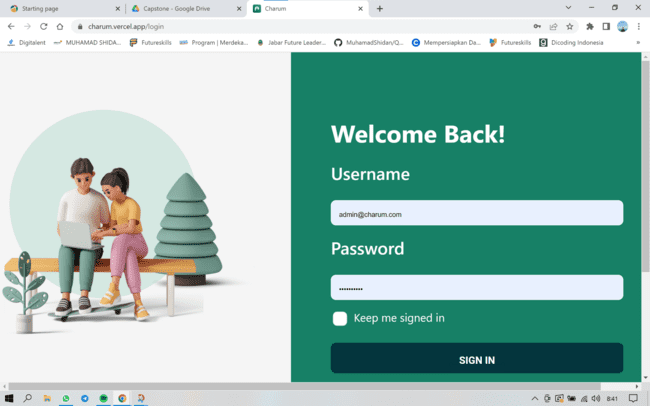 Starting page
Capstone - Google Drive
Charum
charum.vercel.app/login
Digitalent
MUHAMAD SHIDA...
Futureskills
Program | Merdeka...
Jabar Future Leader...
MuhamadShidan/Q...
Mempersiapkan Da...
Futureskills
Dicoding Indonesia
Welcome Back!
Username
admin@charum.com
Password
Keep me signed in
SIGN IN
8:41